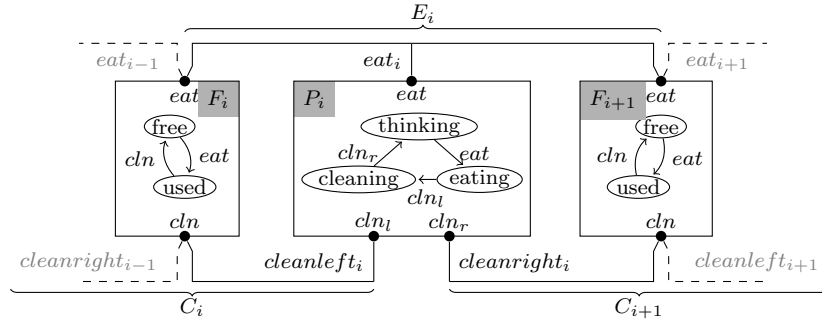 E_i
eat_{i−1} eat_i eat_{i+1}
eat F_i P_i eat F_{i+1} eat
free thinking free
cln eat cln_r eat cln eat
used cleaning eating used
cln_l
cln cln_l cln_r cln
cleanright_{i−1} cleanleft_i cleanright_i cleanleft_{i+1}
C_i C_{i+1}